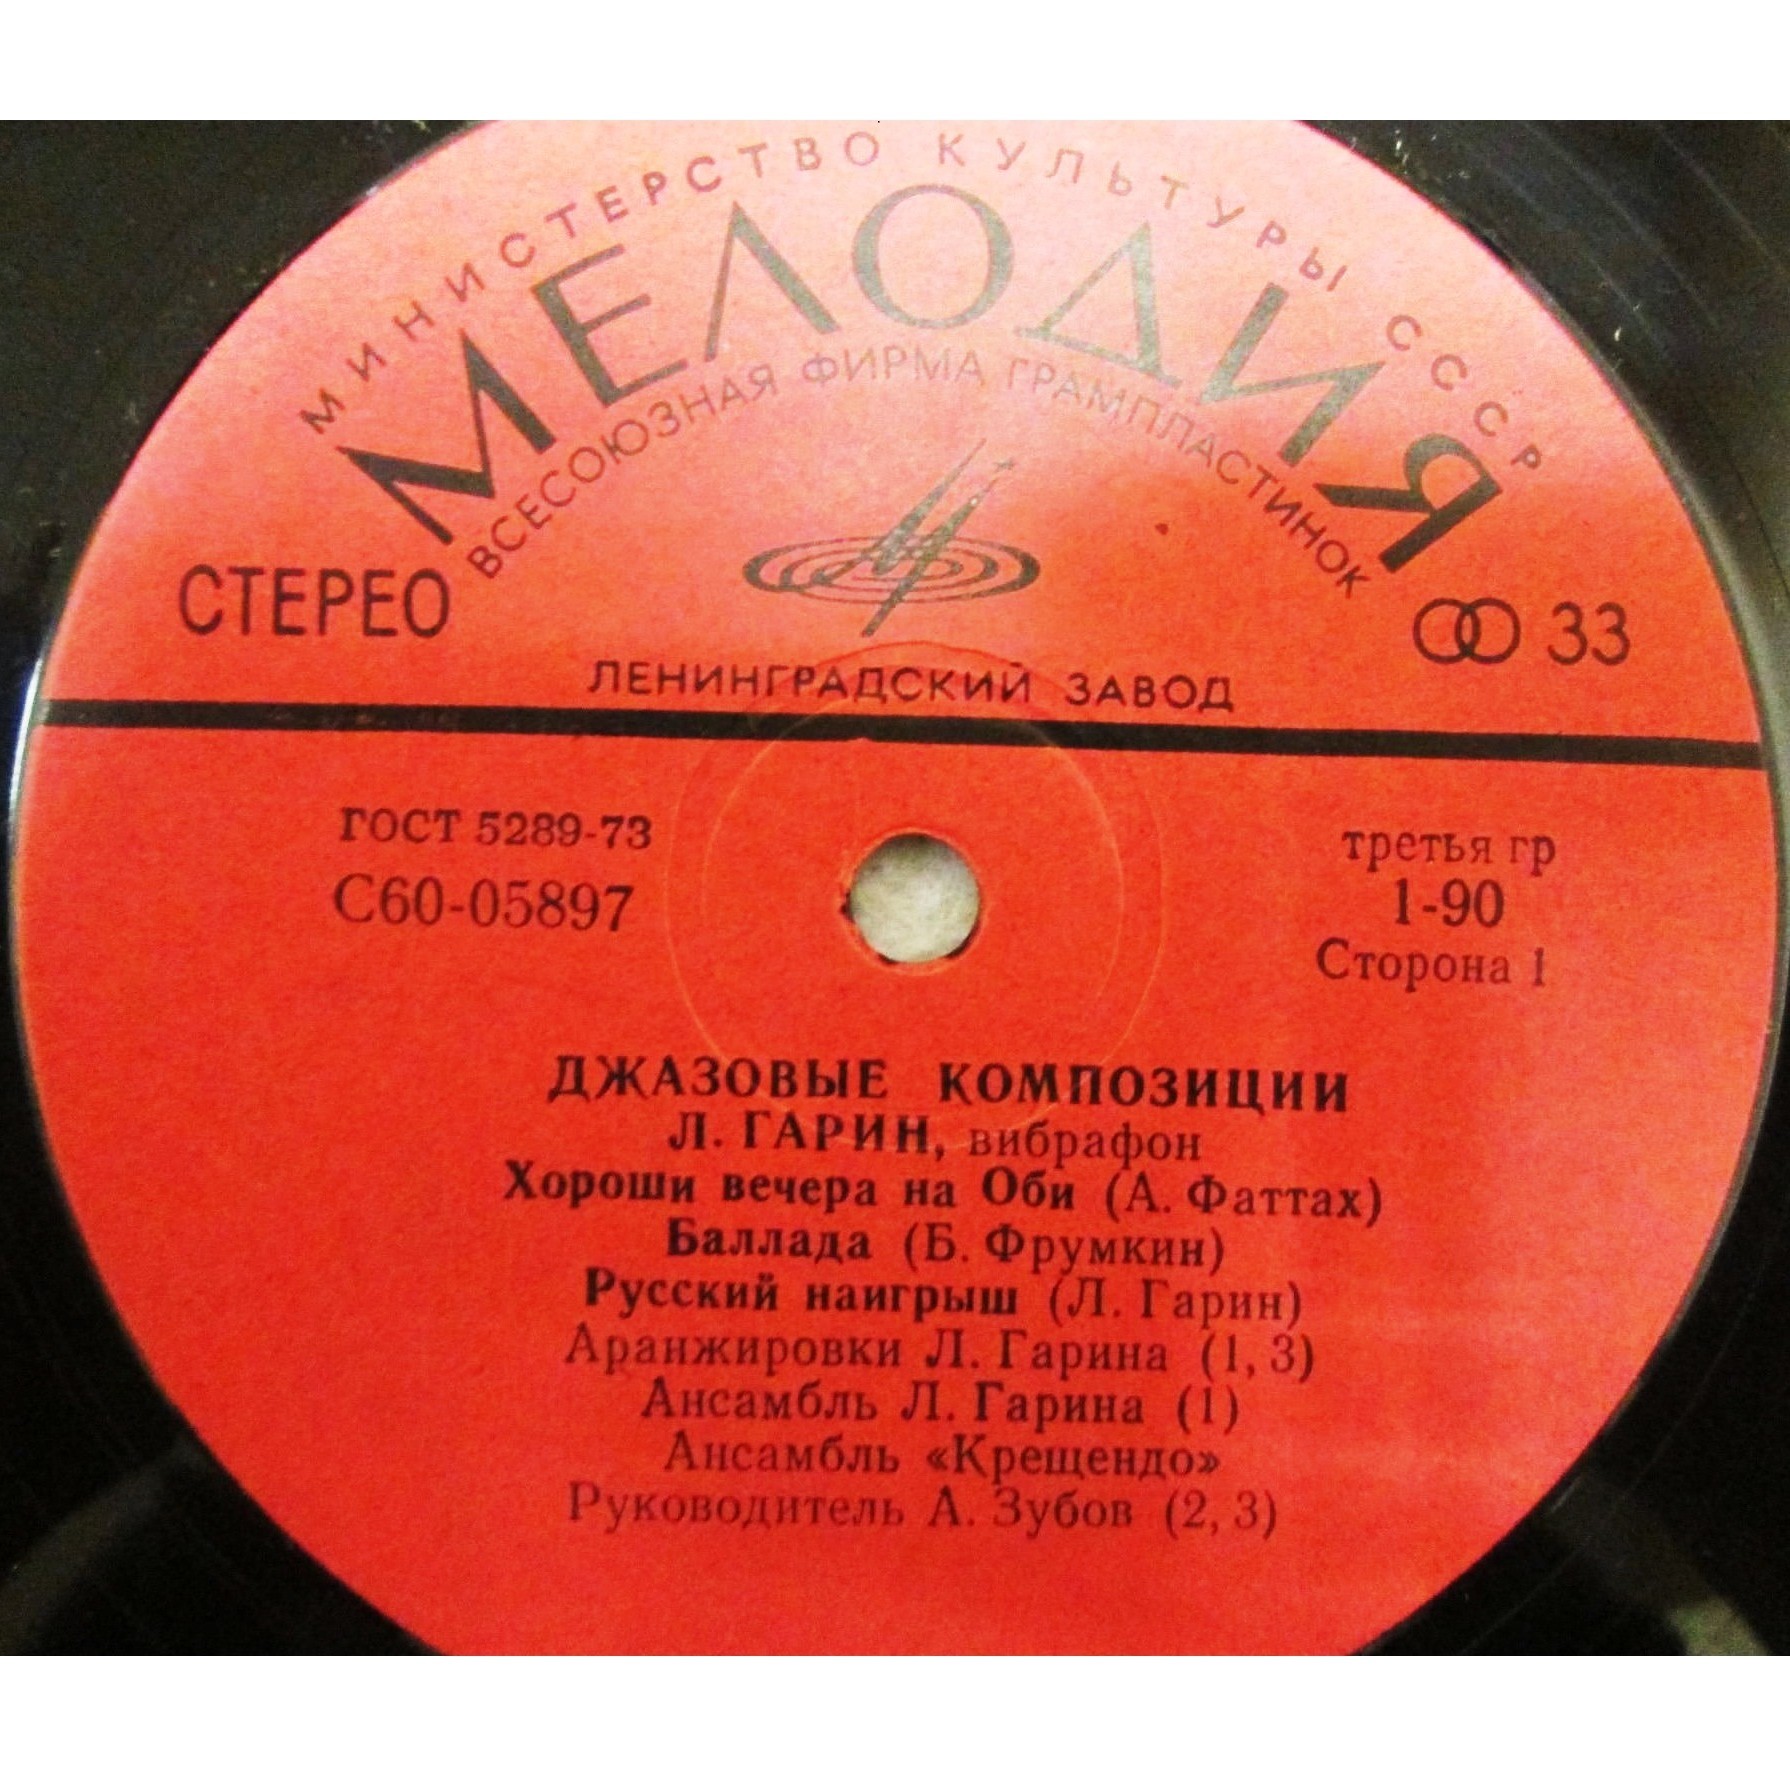 МИНИСТЕРСТВО КУЛЬТУРЫ СССР
МЕЛОДИЯ
ВСЕСОЮЗНАЯ ФИРМА ГРАМПЛАСТИНОК
СТЕРЕО
33
ЛЕНИНГРАДСКИЙ ЗАВОД
ГОСТ 5289-73
С60-05897
третья гр
1-90
Сторона 1
ДЖАЗОВЫЕ КОМПОЗИЦИИ
Л. ГАРИН, вибрафон
Хороши вечера на Оби (А. Фаттах)
Баллада (Б. Фрумкин)
Русский наигрыш (Л. Гарин)
Аранжировки Л. Гарина (1, 3)
Ансамбль Л. Гарина (1)
Ансамбль «Крещендо»
Руководитель А. Зубов (2, 3)